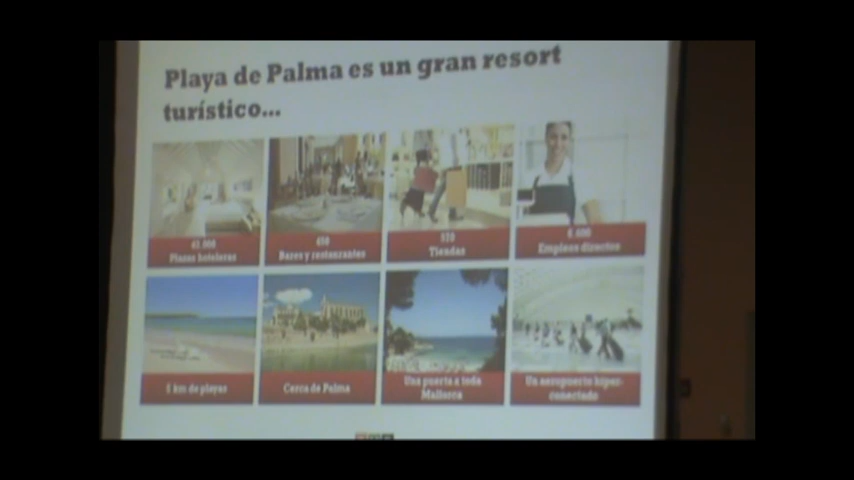 Playa de Palma es un gran resort
turístico...
Plazas hoteleras
Bares y restaurantes
Tiendas
Empleos directos
5 km de playas
Cerca de Palma
Una puerta a toda
Mallorca
Un aeropuerto hiper-
conectado